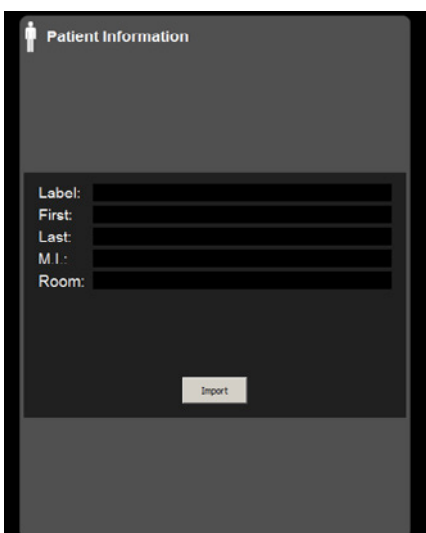 Patient Information
Label:
First:
Last:
M.I.:
Room:
Import